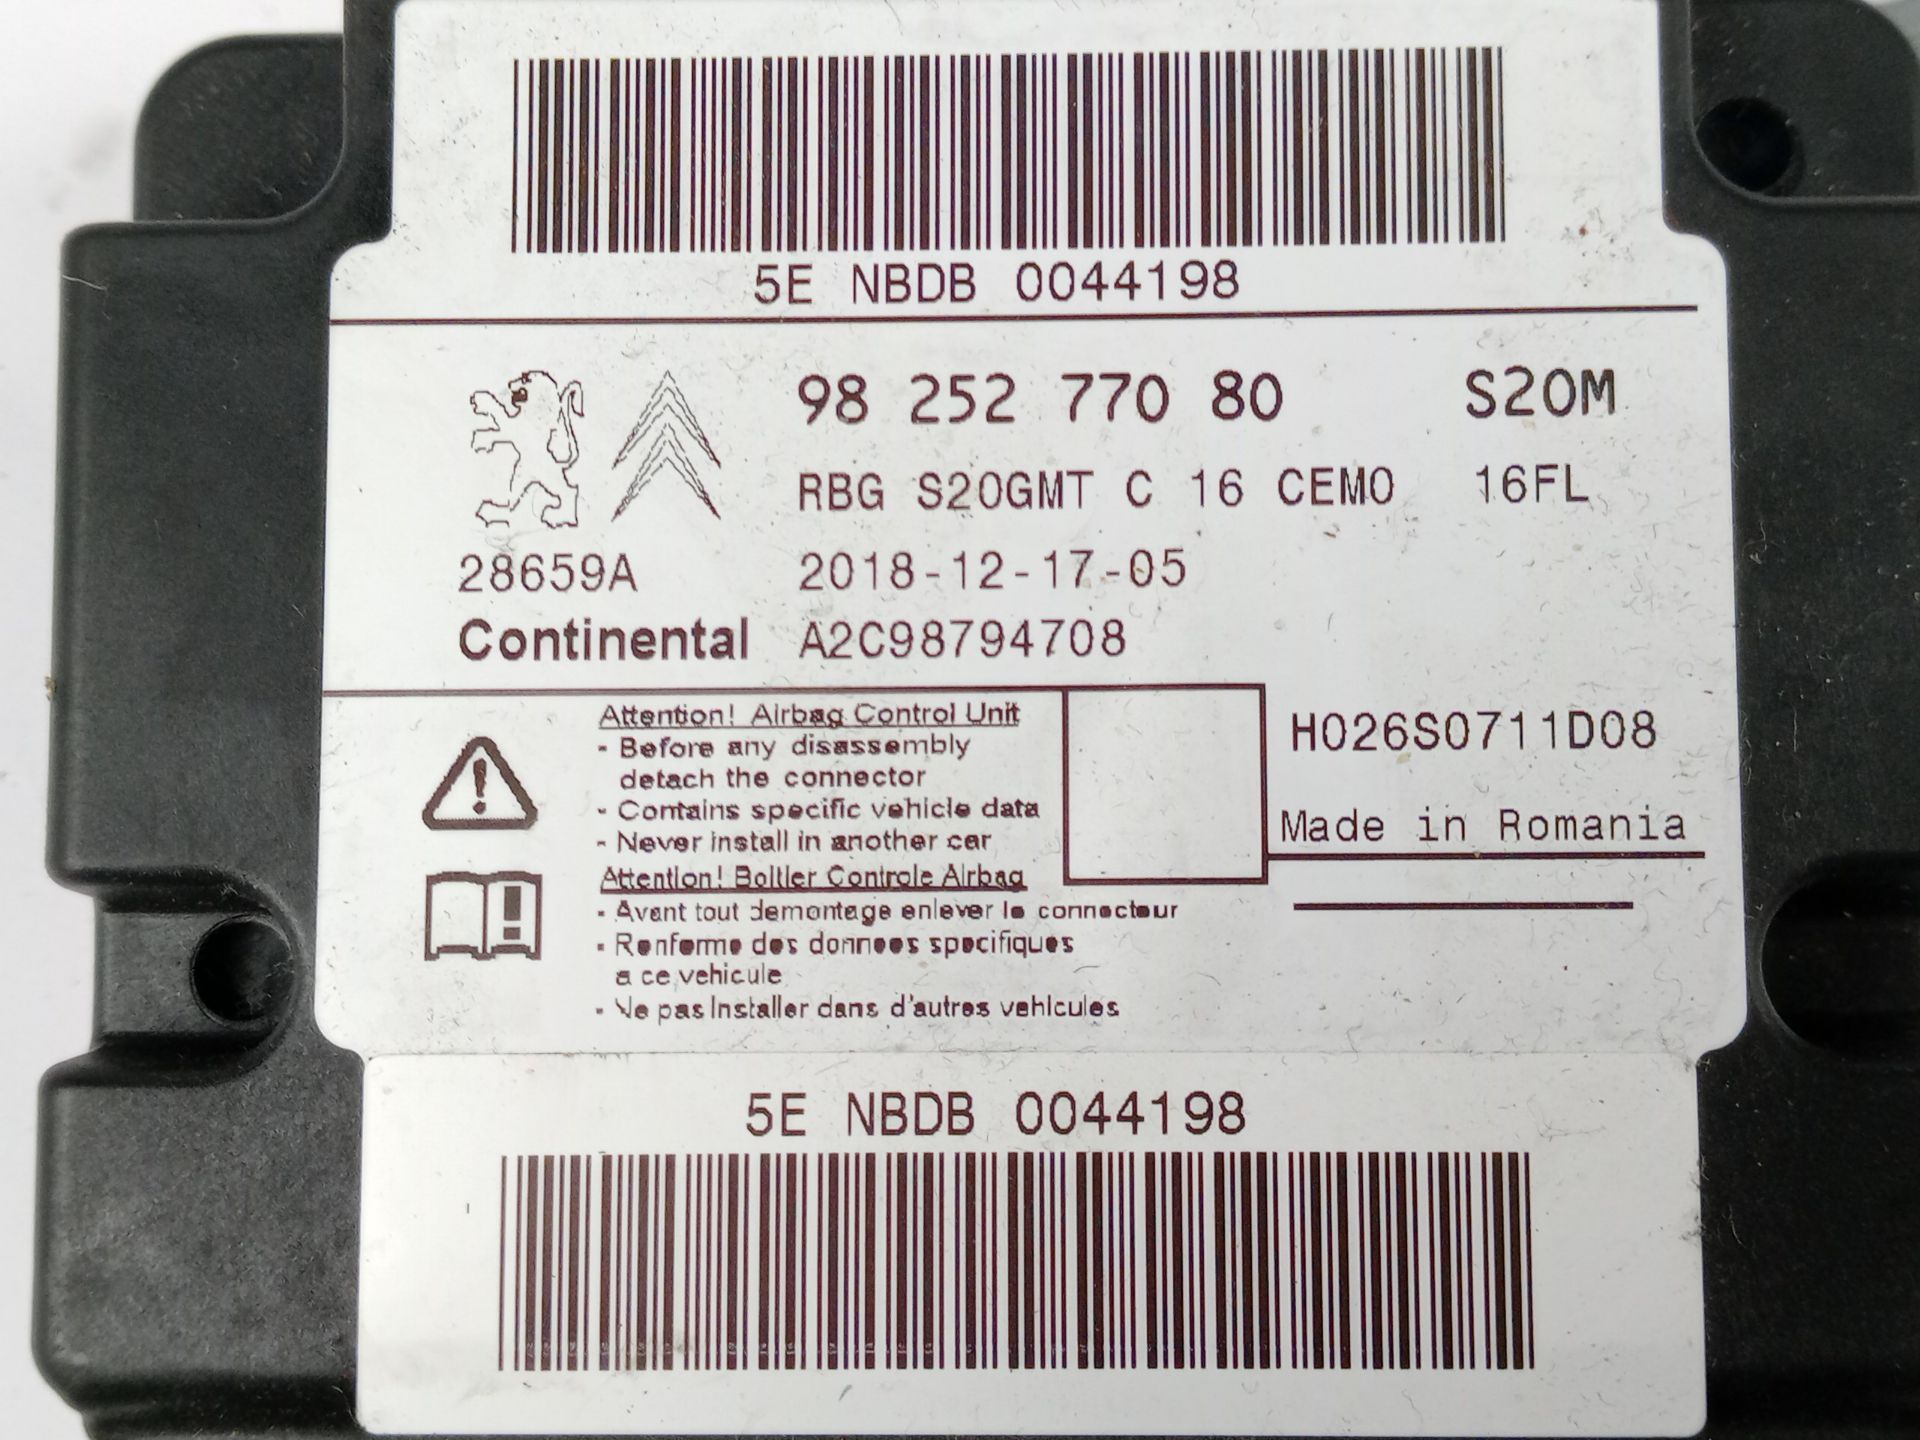 5E NBDB 0044198
98 252 770 80 S20M
RBG S20GMT C 16 CEM0 16FL
28659A 2018-12-17-05
Continental A2C98794708
Attention! Airbag Control Unit
- Before any disassembly
detach the connector
- Contains specific vehicle data
- Never install in another car
H026S0711D08
Made in Romania
Attention! Boitier Controle Airbag
- Avant tout demontage enlever le connecteur
- Renferme des donnees specifiques
a ce vehicule
- Ne pas installer dans d'autres vehicules
5E NBDB 0044198